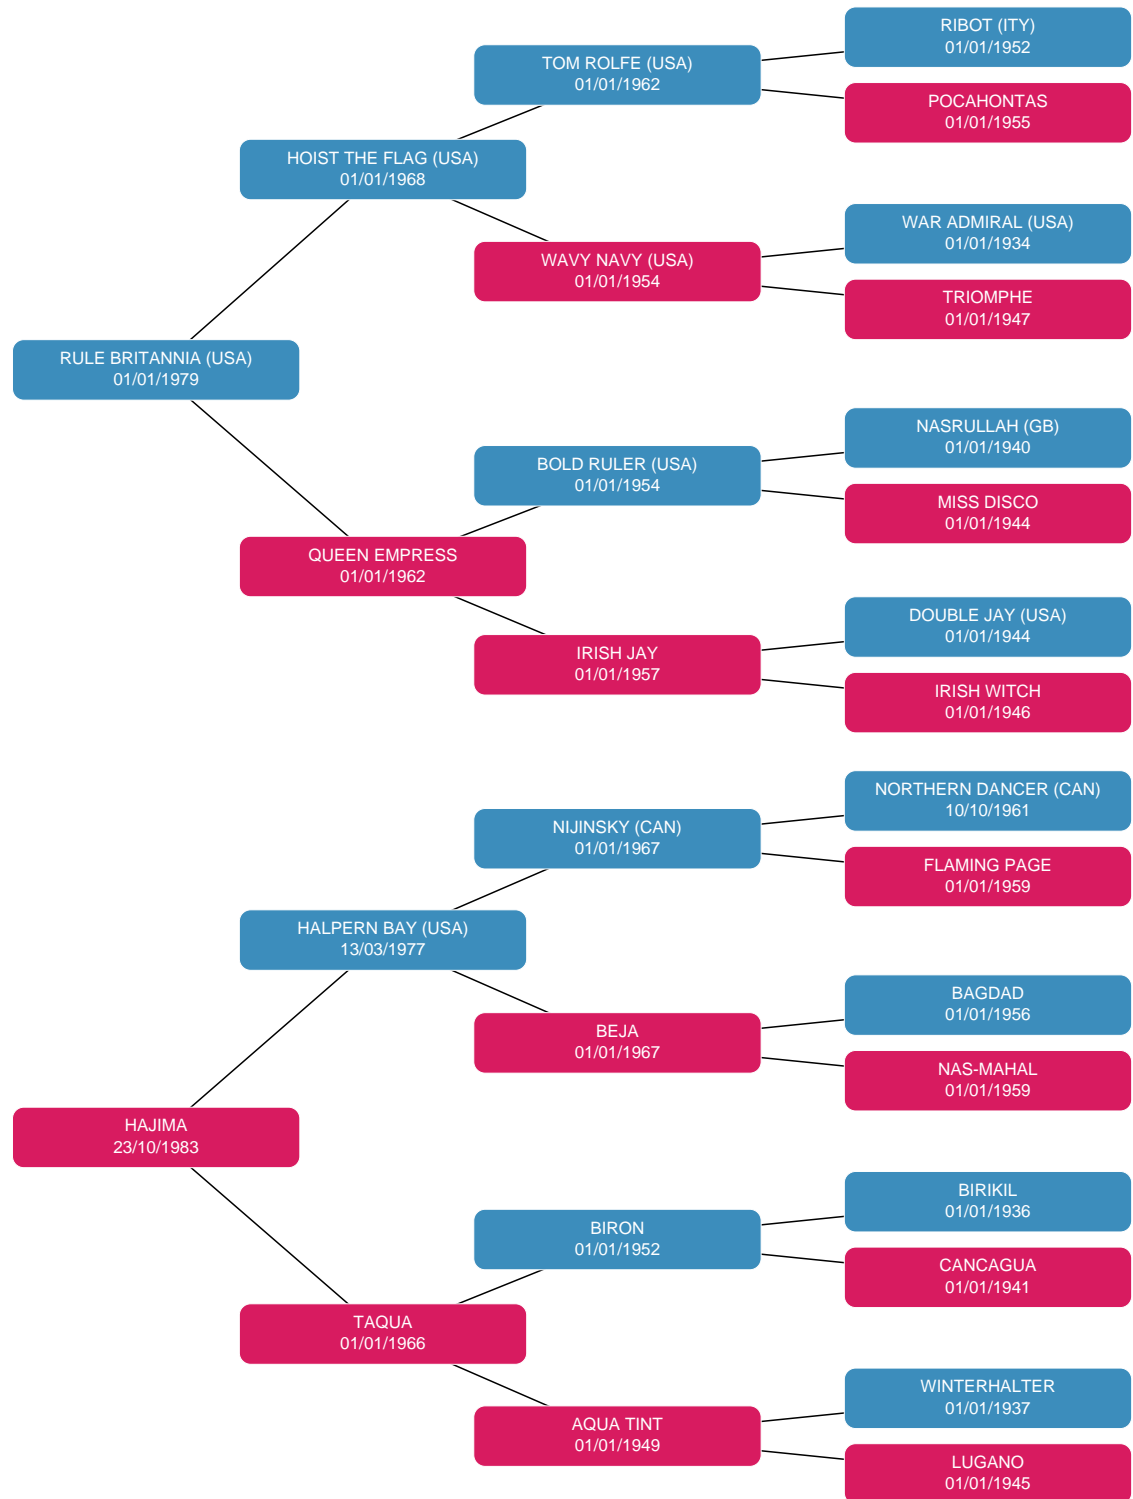 RIBOT (ITY)
01/01/1952
TOM ROLFE (USA)
01/01/1962
POCAHONTAS
01/01/1955
HOIST THE FLAG (USA)
01/01/1968
WAR ADMIRAL (USA)
01/01/1934
WAVY NAVY (USA)
01/01/1954
TRIOMPHE
01/01/1947
RULE BRITANNIA (USA)
01/01/1979
NASRULLAH (GB)
01/01/1940
BOLD RULER (USA)
01/01/1954
MISS DISCO
01/01/1944
QUEEN EMPRESS
01/01/1962
DOUBLE JAY (USA)
01/01/1944
IRISH JAY
01/01/1957
IRISH WITCH
01/01/1946
NORTHERN DANCER (CAN)
10/10/1961
NIJINSKY (CAN)
01/01/1967
FLAMING PAGE
01/01/1959
HALPERN BAY (USA)
13/03/1977
BAGDAD
01/01/1956
BEJA
01/01/1967
NAS-MAHAL
01/01/1959
HAJIMA
23/10/1983
BIRIKIL
01/01/1936
BIRON
01/01/1952
CANCAGUA
01/01/1941
TAQUA
01/01/1966
WINTERHALTER
01/01/1937
AQUA TINT
01/01/1949
LUGANO
01/01/1945